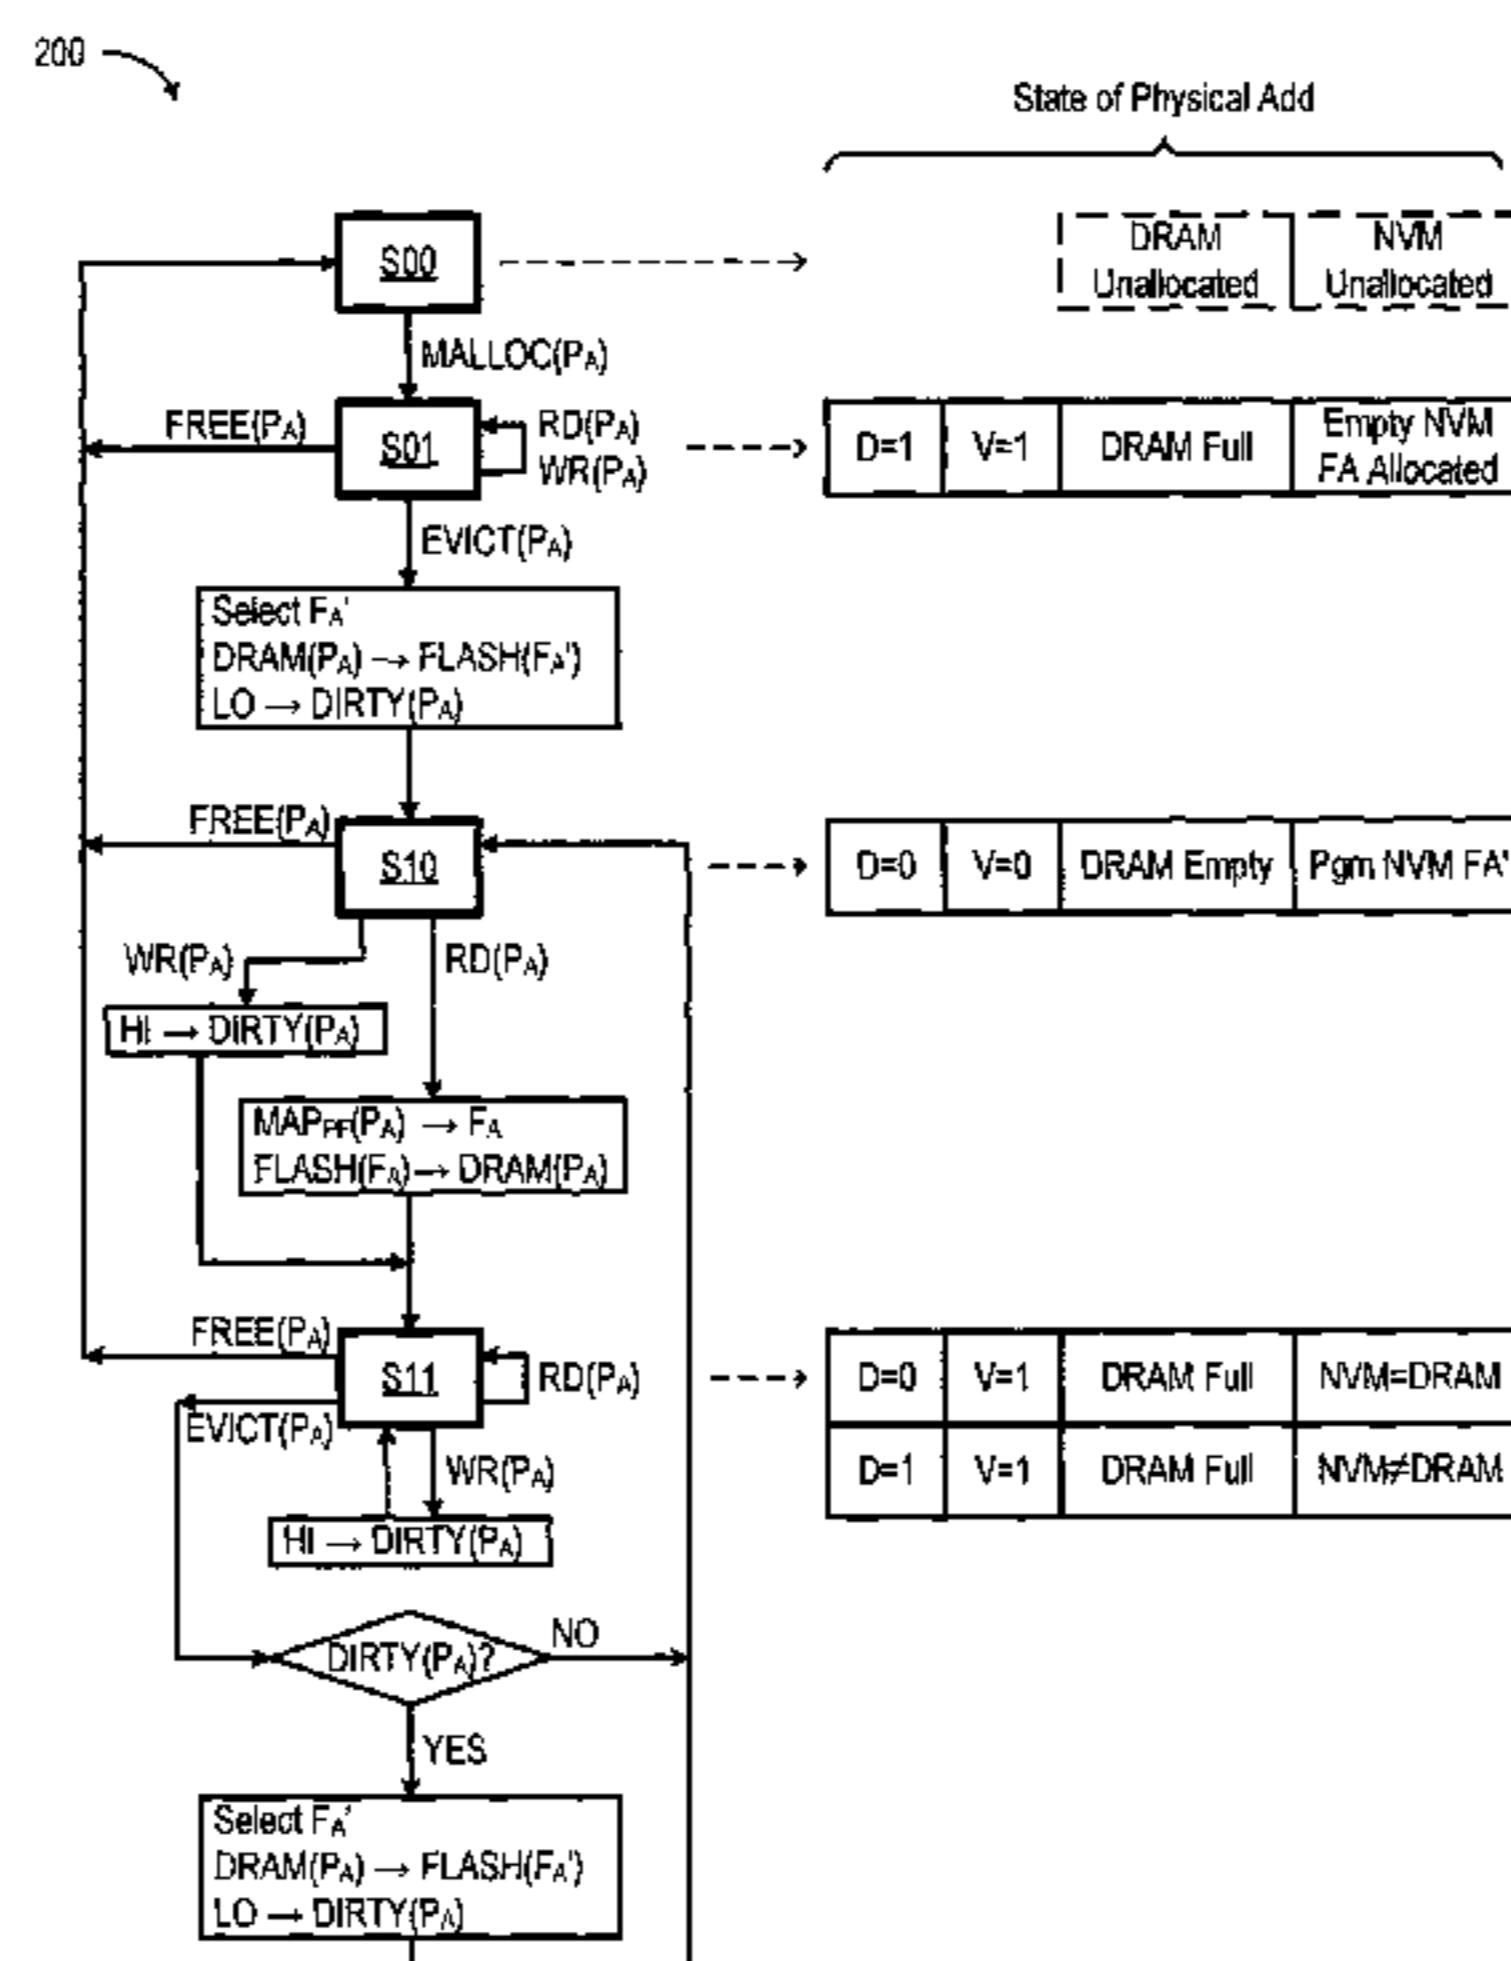 200
State of Physical Add
S00
DRAM
Unallocated
NVM
Unallocated
MALLOC(PA)
FREE(PA)
S01
RD(PA)
WR(PA)
D=1
V=1
DRAM Full
Empty NVM
FA Allocated
EVICT(PA)
Select FA'
DRAM(PA) → FLASH(FA')
LO → DIRTY(PA)
FREE(PA)
S10
D=0
V=0
DRAM Empty
Pgm NVM FA'
WR(PA)
RD(PA)
HI → DIRTY(PA)
MAPPF(PA) → FA
FLASH(FA) → DRAM(PA)
FREE(PA)
S11
RD(PA)
D=0
V=1
DRAM Full
NVM=DRAM
EVICT(PA)
WR(PA)
D=1
V=1
DRAM Full
NVM≠DRAM
HI → DIRTY(PA)
DIRTY(PA)?
NO
YES
Select FA'
DRAM(PA) → FLASH(FA')
LO → DIRTY(PA)